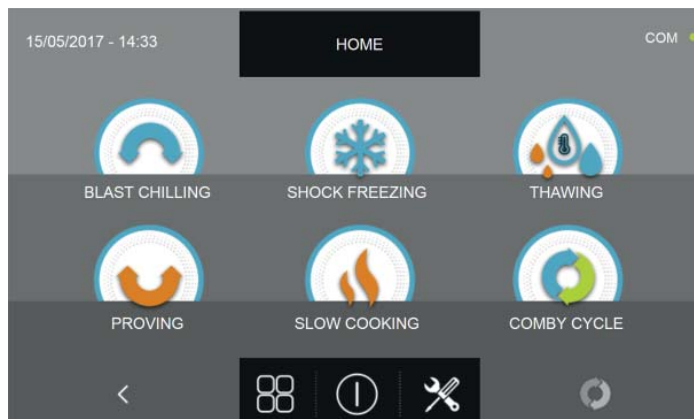 15/05/2017 - 14:33
HOME
COM
BLAST CHILLING
SHOCK FREEZING
THAWING
PROVING
SLOW COOKING
COMBY CYCLE